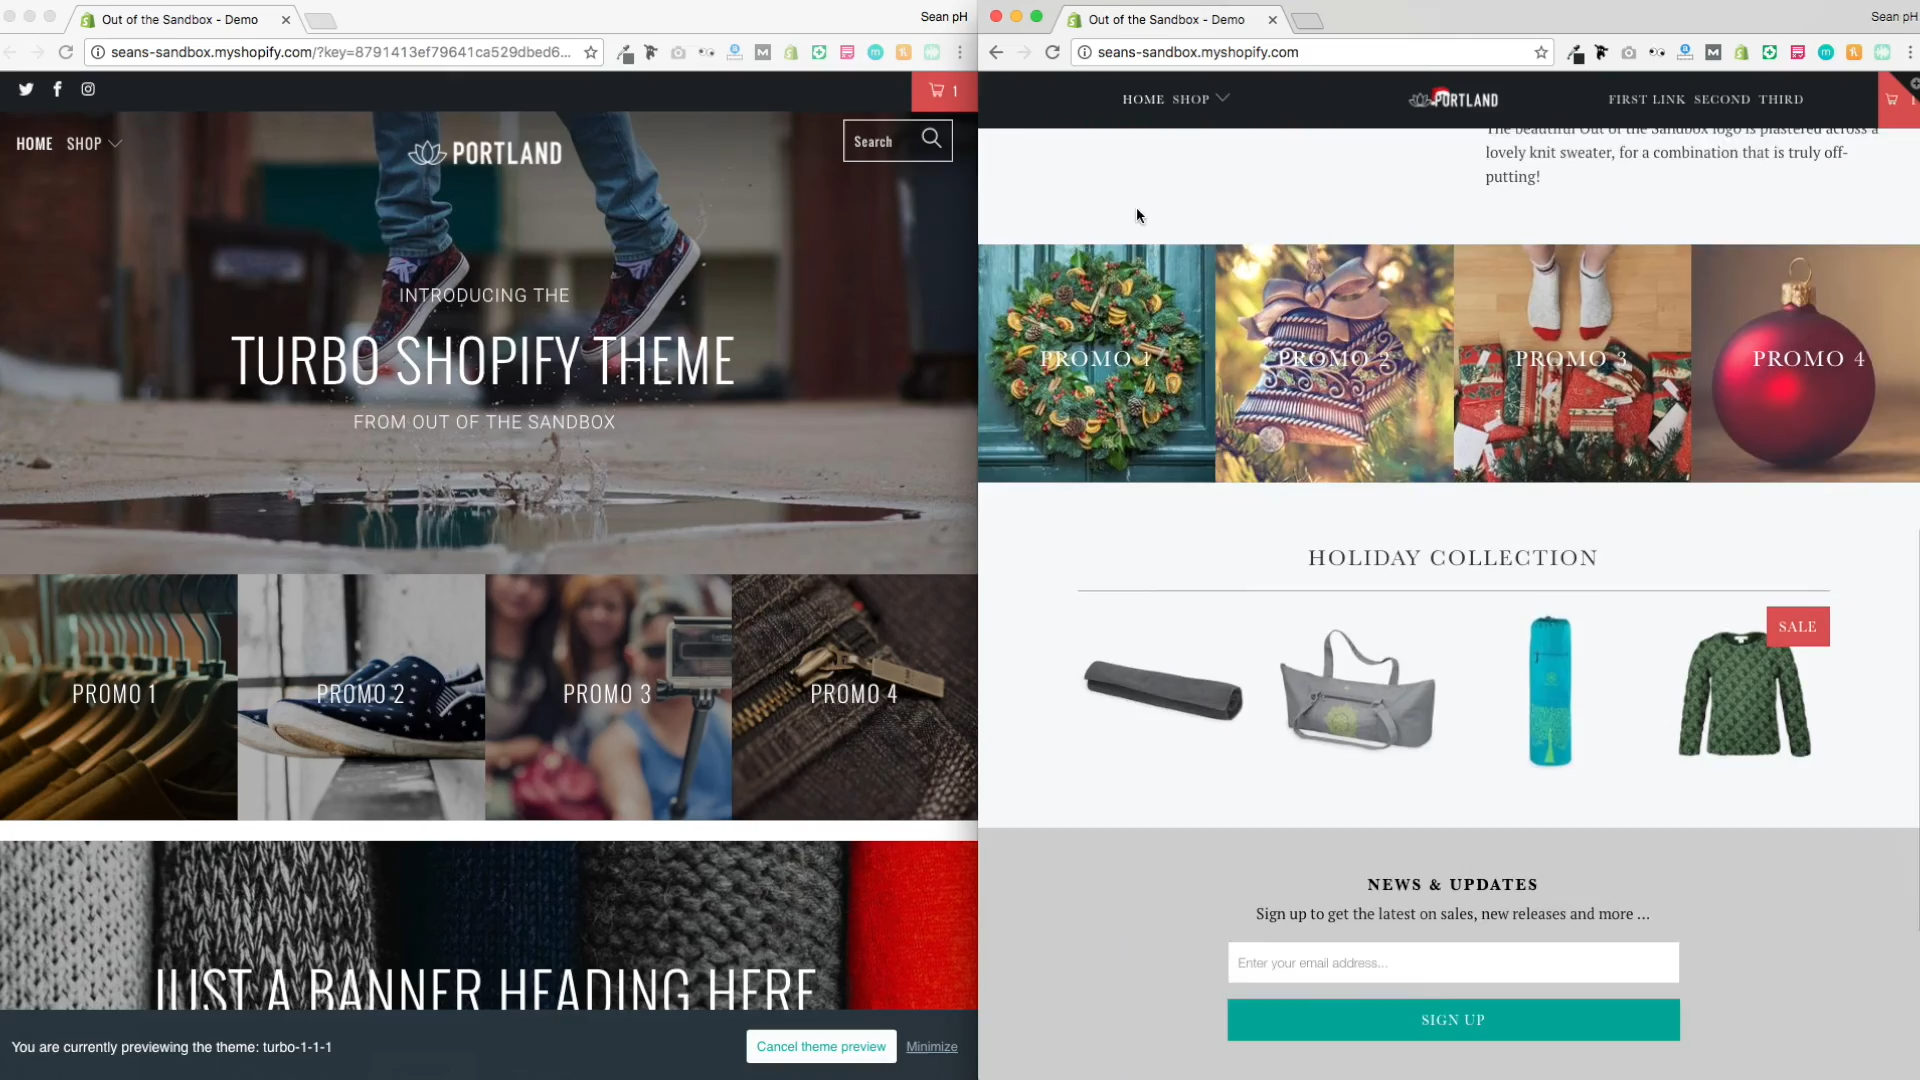 Out of the Sandbox - Demo
Sean pH
seans-sandbox.myshopify.com/?key=8791413ef79641ca529dbed6...
1
HOME SHOP
PORTLAND
Search
INTRODUCING THE
TURBO SHOPIFY THEME
FROM OUT OF THE SANDBOX
PROMO 1
PROMO 2
PROMO 3
PROMO 4
JUST A BANNER HEADING HERE
You are currently previewing the theme: turbo-1-1-1
Cancel theme preview
Minimize
Out of the Sandbox - Demo
Sean pH
seans-sandbox.myshopify.com
HOME SHOP
PORTLAND
FIRST LINK SECOND THIRD
1
The beautiful Out of the Sandbox logo is plastered across a
lovely knit sweater, for a combination that is truly off-
putting!
PROMO 1
PROMO 2
PROMO 3
PROMO 4
HOLIDAY COLLECTION
SALE
NEWS & UPDATES
Sign up to get the latest on sales, new releases and more ...
Enter your email address...
SIGN UP